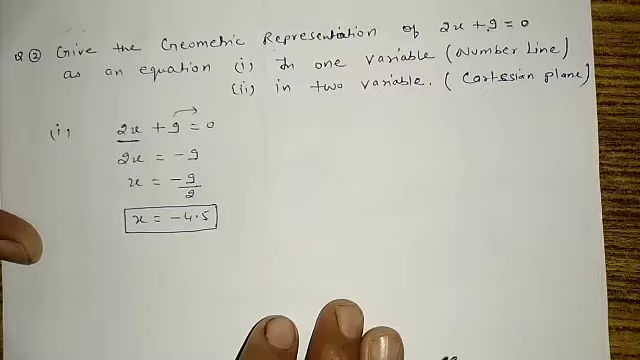 Q ② Give the Geometric Representation of 2x + 9 = 0
as an equation (i) In one variable (Number Line)
(ii) in two variable. (Cartesian plane)
(i) 2x + 9 = 0
2x = -9
x = -9/2
x = -4.5